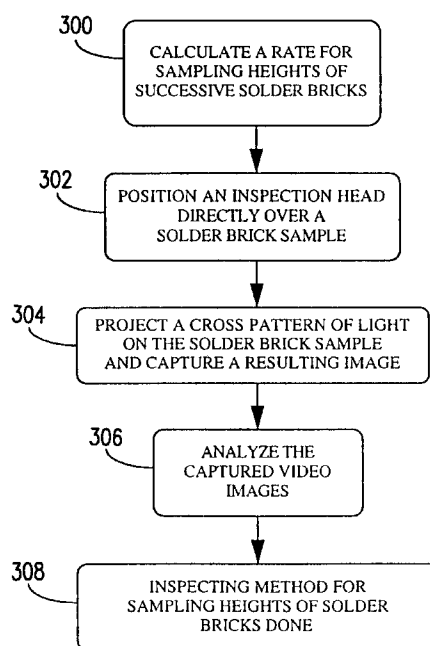 300
CALCULATE A RATE FOR
SAMPLING HEIGHTS OF
SUCCESSIVE SOLDER BRICKS
302
POSITION AN INSPECTION HEAD
DIRECTLY OVER A
SOLDER BRICK SAMPLE
304
PROJECT A CROSS PATTERN OF LIGHT
ON THE SOLDER BRICK SAMPLE
AND CAPTURE A RESULTING IMAGE
306
ANALYZE THE
CAPTURED VIDEO
IMAGES
308
INSPECTING METHOD FOR
SAMPLING HEIGHTS OF SOLDER
BRICKS DONE